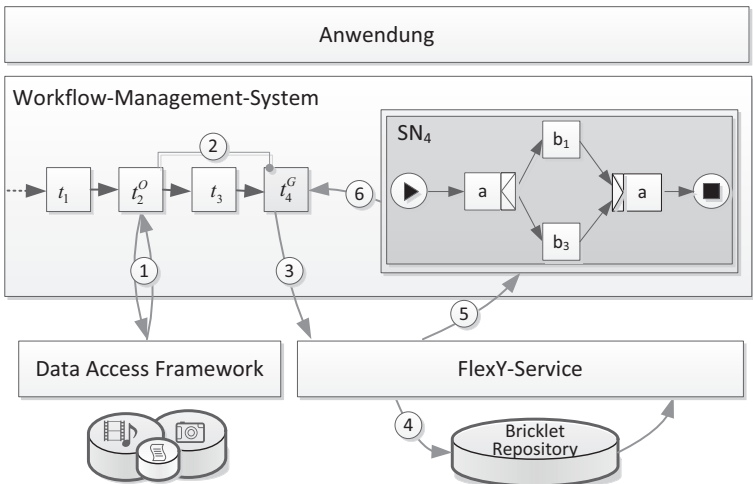 Anwendung
Workflow-Management-System
SN₄
2
b₁
t₁
t₂ᴼ
t₃
t₄ᴳ
6
a
a
b₃
1
3
5
Data Access Framework
FlexY-Service
4
Bricklet
Repository